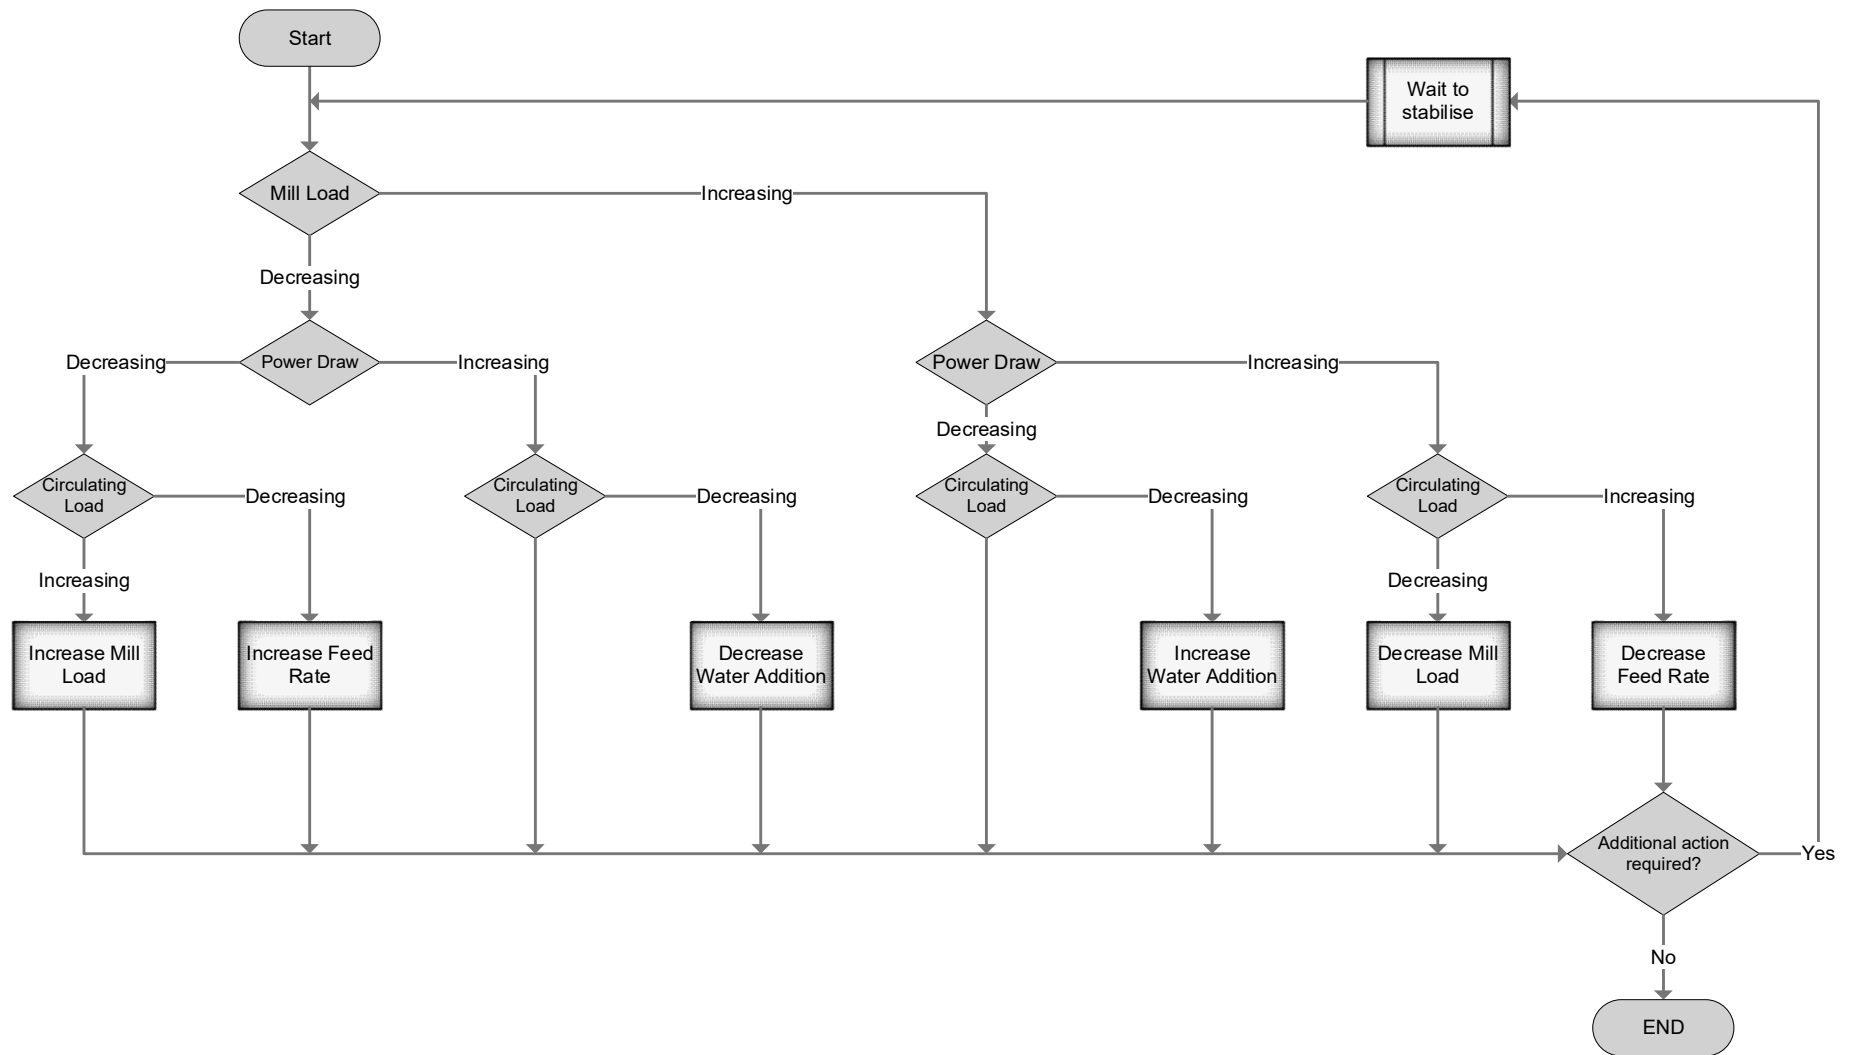 Start
Wait to
stabilise
Mill Load
Increasing
Decreasing
Decreasing
Power Draw
Increasing
Power Draw
Increasing
Decreasing
Circulating
Load
Decreasing
Circulating
Load
Decreasing
Circulating
Load
Decreasing
Circulating
Load
Increasing
Increasing
Decreasing
Increase Mill
Load
Increase Feed
Rate
Decrease
Water Addition
Increase
Water Addition
Decrease Mill
Load
Decrease
Feed Rate
Additional action
required?
Yes
No
END